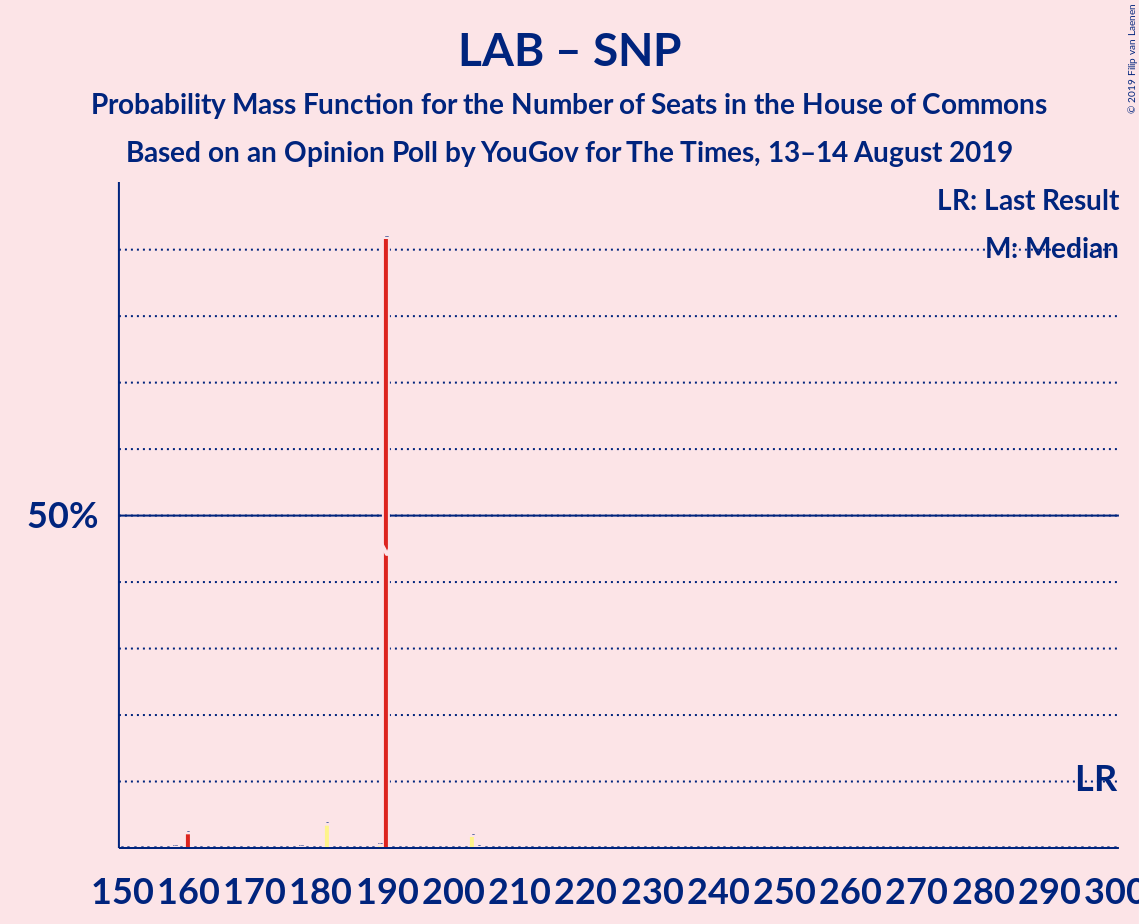 LAB – SNP
Probability Mass Function for the Number of Seats in the House of Commons
Based on an Opinion Poll by YouGov for The Times, 13–14 August 2019
© 2019 Filip van Laenen
LR: Last Result
M: Median
50%
LR
150 160 170 180 190 200 210 220 230 240 250 260 270 280 290 300